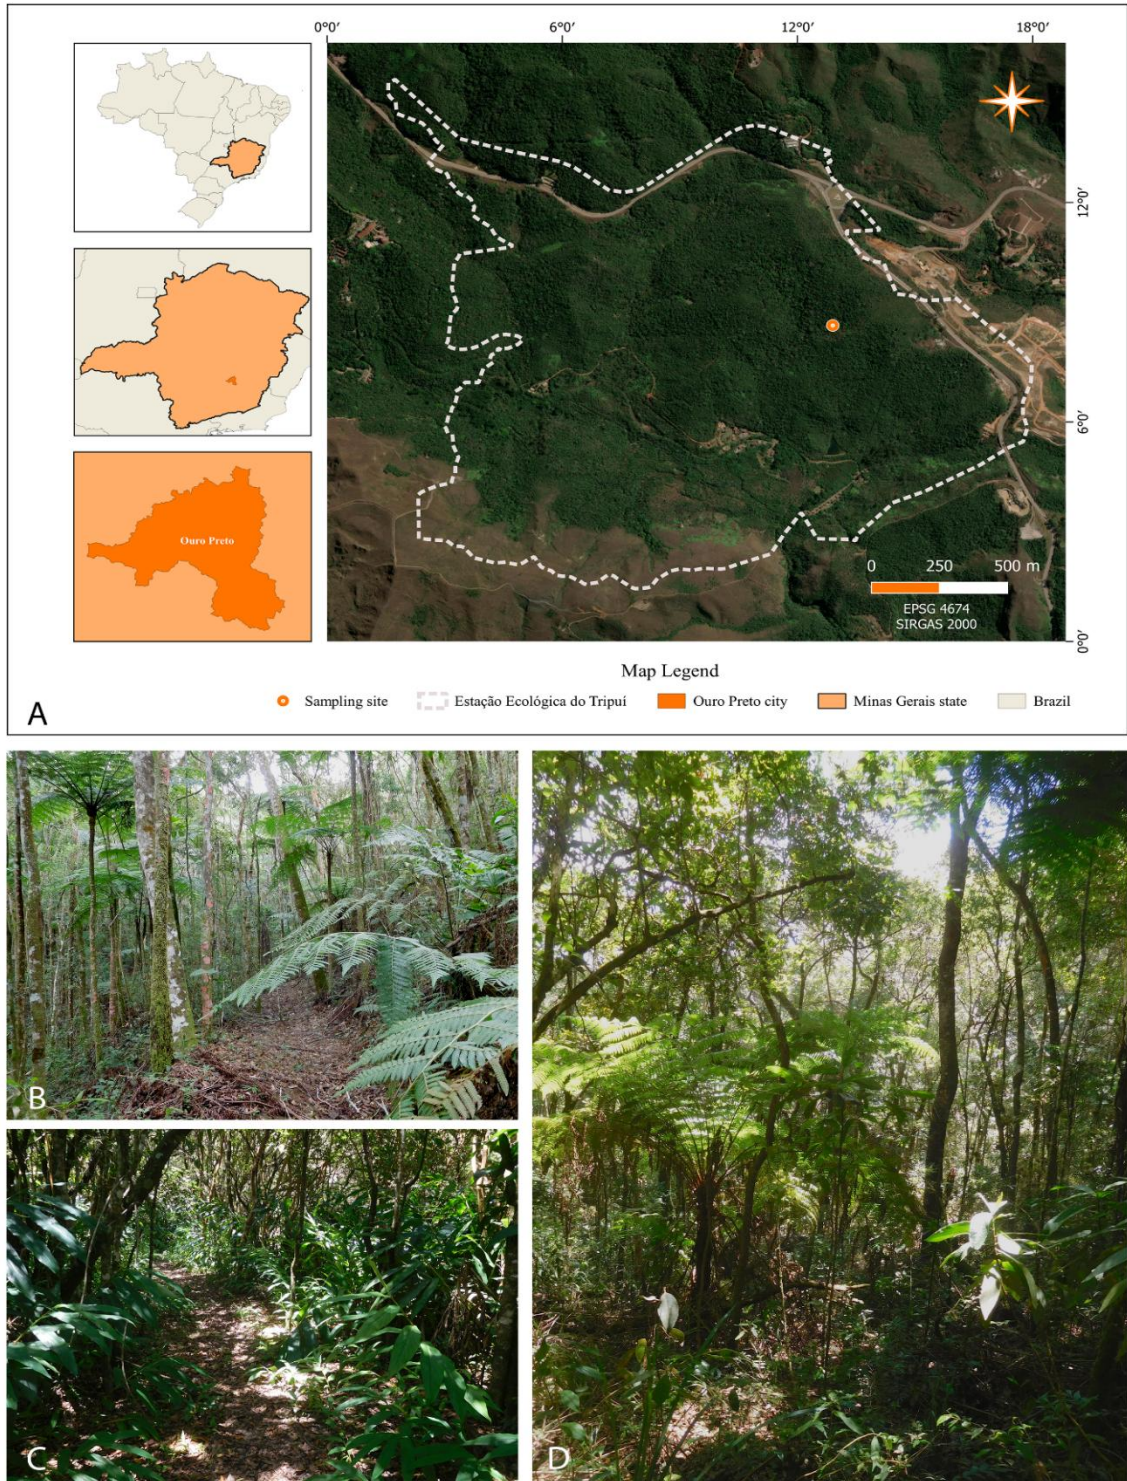 0°0′ 6°0′ 12°0′ 18°0′
12°0′
6°0′
0°0′
Ouro Preto
0 250 500 m
EPSG 4674
SIRGAS 2000
Map Legend
Sampling site Estação Ecológica do Tripuí Ouro Preto city Minas Gerais state Brazil
A
B
C
D